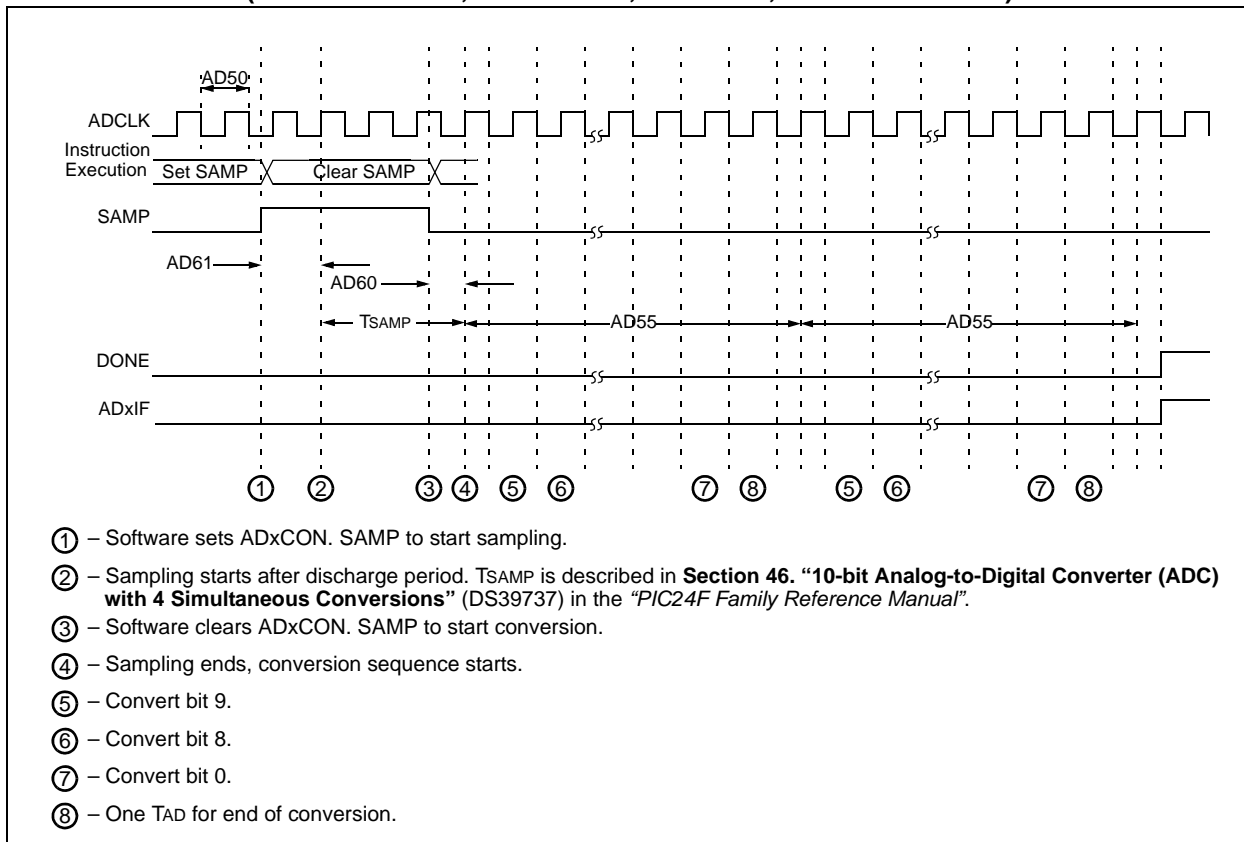 AD50
ADCLK
Instruction
Execution
Set SAMP
Clear SAMP
SAMP
AD61
AD60
TSAMP
AD55
AD55
DONE
ADxIF
1 2 3 4 5 6 7 8 5 6 7 8
1 – Software sets ADxCON. SAMP to start sampling.
2 – Sampling starts after discharge period. TSAMP is described in Section 46. “10-bit Analog-to-Digital Converter (ADC)
with 4 Simultaneous Conversions” (DS39737) in the “PIC24F Family Reference Manual”.
3 – Software clears ADxCON. SAMP to start conversion.
4 – Sampling ends, conversion sequence starts.
5 – Convert bit 9.
6 – Convert bit 8.
7 – Convert bit 0.
8 – One TAD for end of conversion.